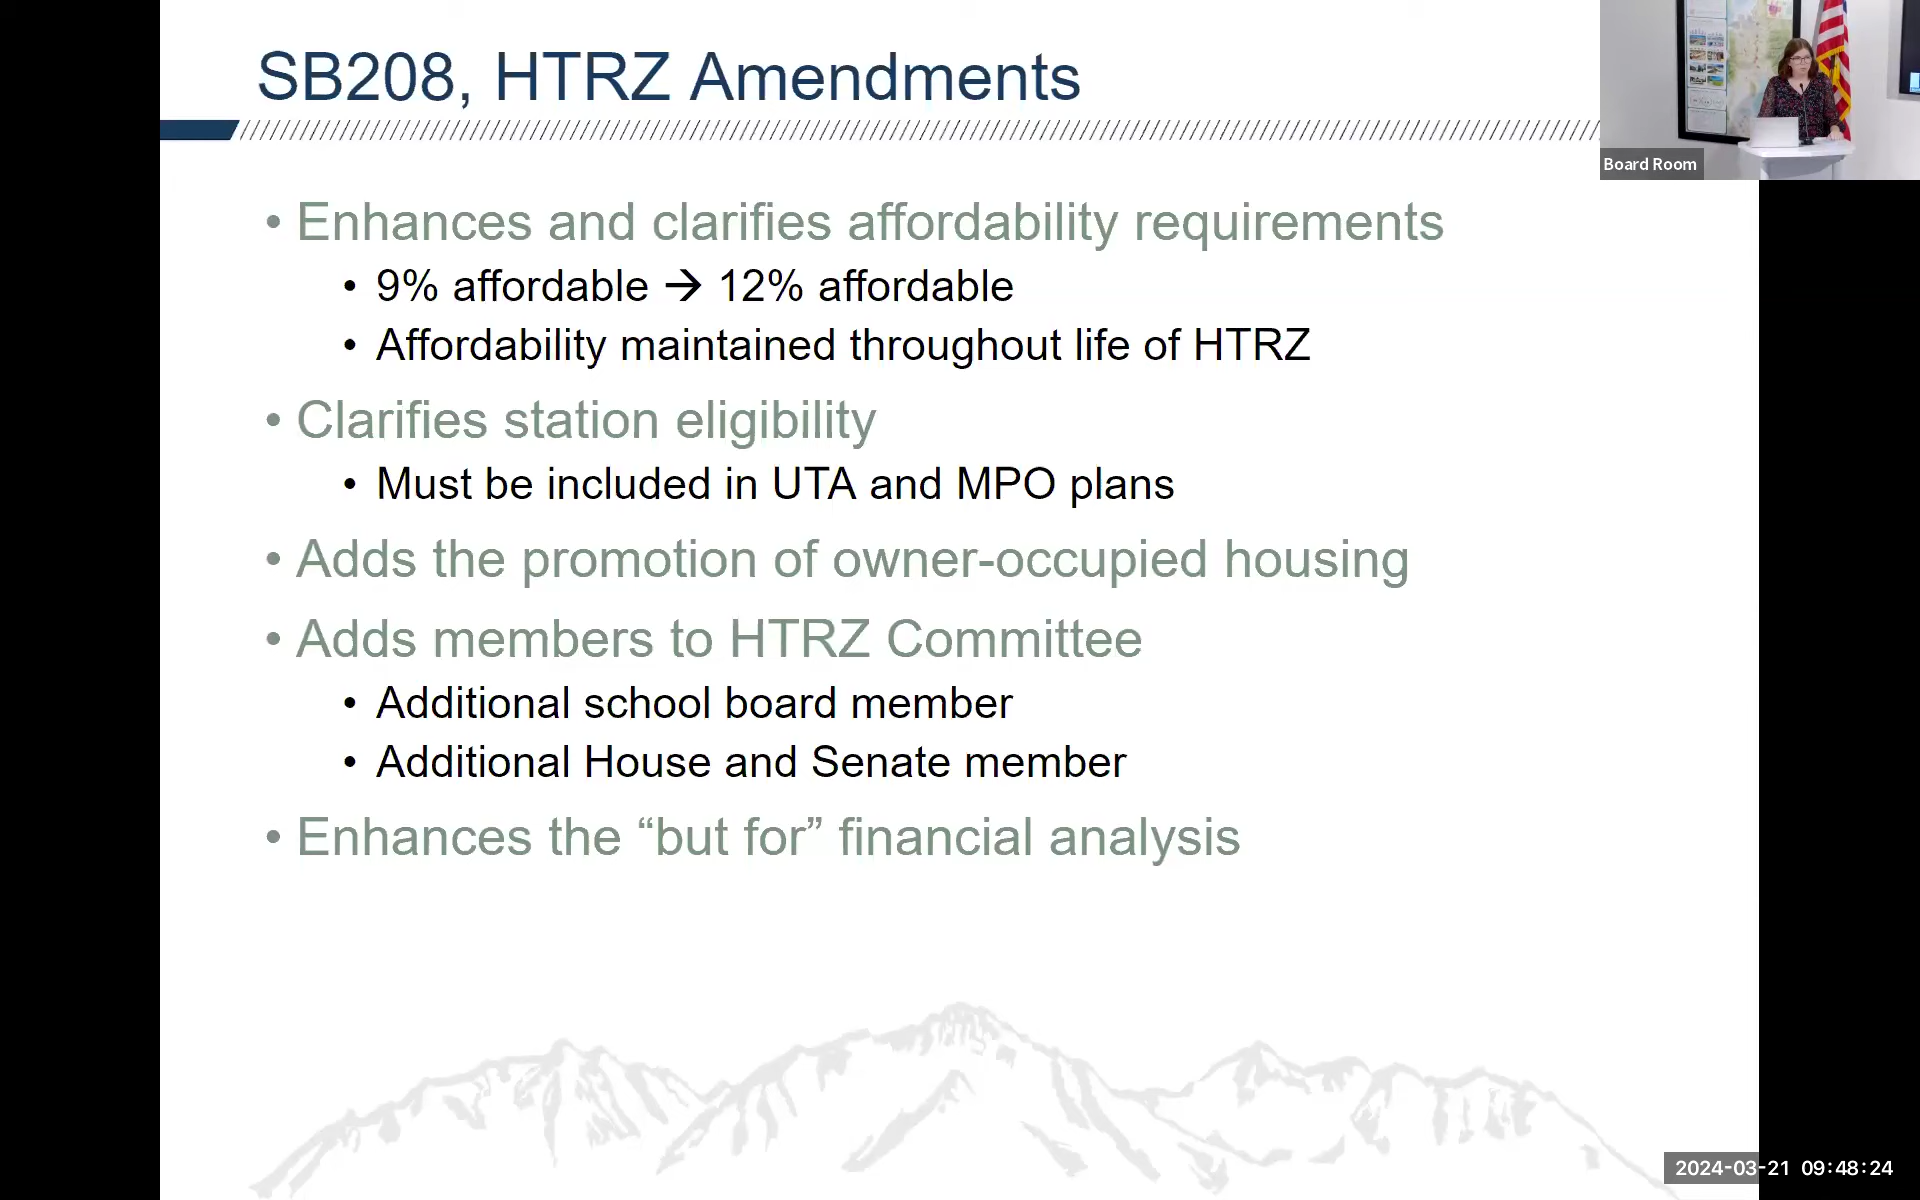 SB208, HTRZ Amendments
Board Room
• Enhances and clarifies affordability requirements
• 9% affordable → 12% affordable
• Affordability maintained throughout life of HTRZ
• Clarifies station eligibility
• Must be included in UTA and MPO plans
• Adds the promotion of owner-occupied housing
• Adds members to HTRZ Committee
• Additional school board member
• Additional House and Senate member
• Enhances the “but for” financial analysis
2024-03-21 09:48:24